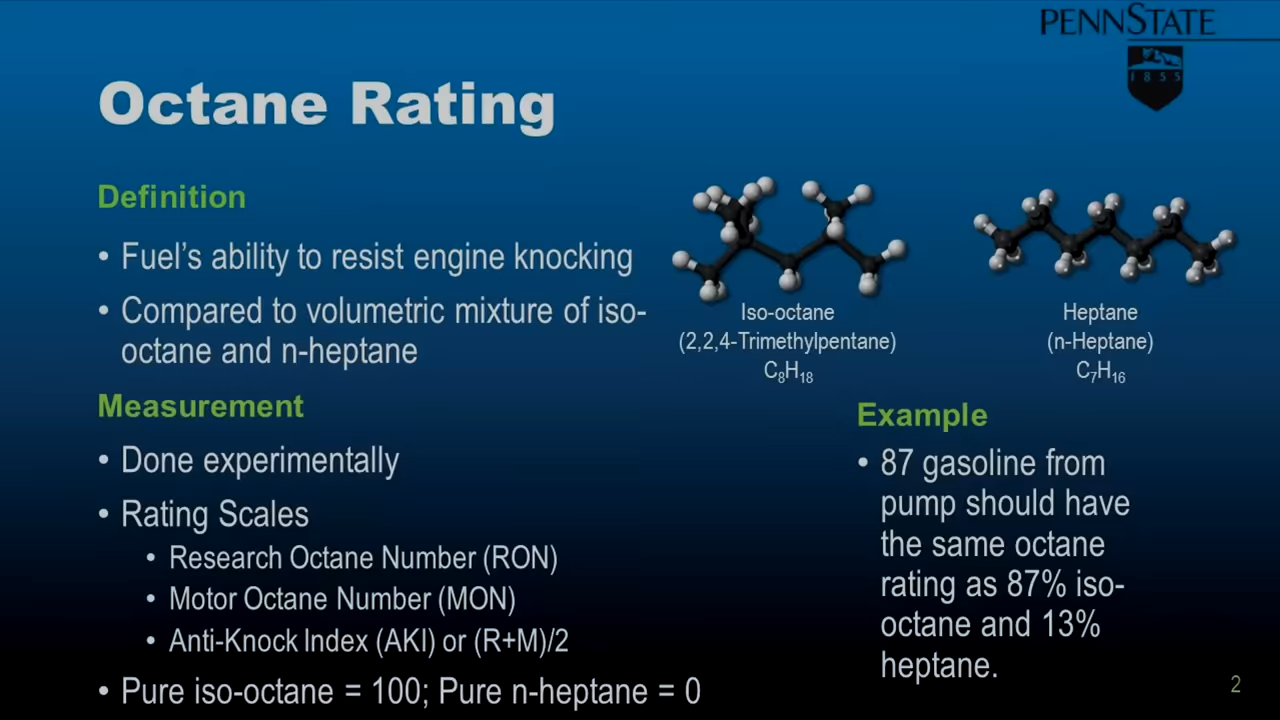 PENNSTATE
1855
Octane Rating
Definition
• Fuel's ability to resist engine knocking
• Compared to volumetric mixture of iso-
octane and n-heptane
Iso-octane
(2,2,4-Trimethylpentane)
C₈H₁₈
Heptane
(n-Heptane)
C₇H₁₆
Measurement
• Done experimentally
• Rating Scales
• Research Octane Number (RON)
• Motor Octane Number (MON)
• Anti-Knock Index (AKI) or (R+M)/2
• Pure iso-octane = 100; Pure n-heptane = 0
Example
• 87 gasoline from
pump should have
the same octane
rating as 87% iso-
octane and 13%
heptane.
2